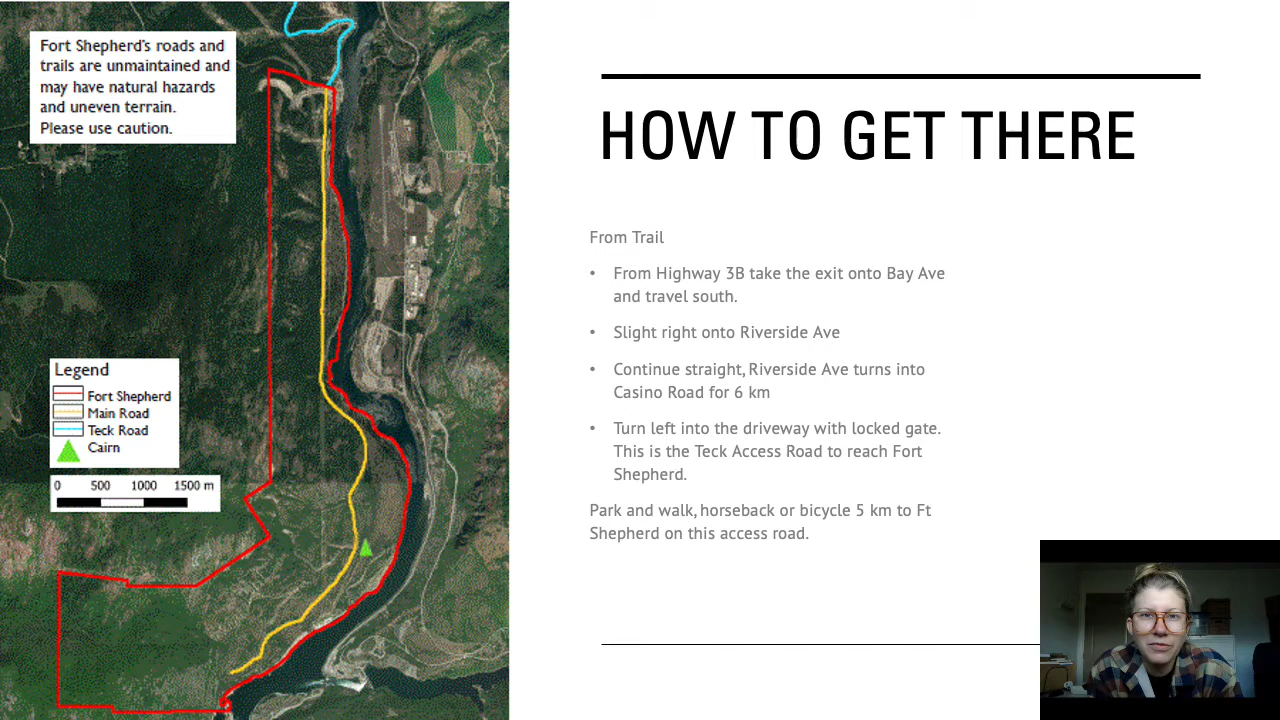 Fort Shepherd's roads and
trails are unmaintained and
may have natural hazards
and uneven terrain.
Please use caution.
Legend
Fort Shepherd
Main Road
Teck Road
Cairn
0 500 1000 1500 m
HOW TO GET THERE
From Trail
• From Highway 3B take the exit onto Bay Ave
and travel south.
• Slight right onto Riverside Ave
• Continue straight, Riverside Ave turns into
Casino Road for 6 km
• Turn left into the driveway with locked gate.
This is the Teck Access Road to reach Fort
Shepherd.
Park and walk, horseback or bicycle 5 km to Ft
Shepherd on this access road.